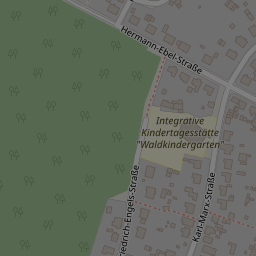 Hermann-Ebel-Straße
Integrative
Kindertagesstätte
"Waldkindergarten"
riedrich-Engels-Straße
Karl-Marx-Straße